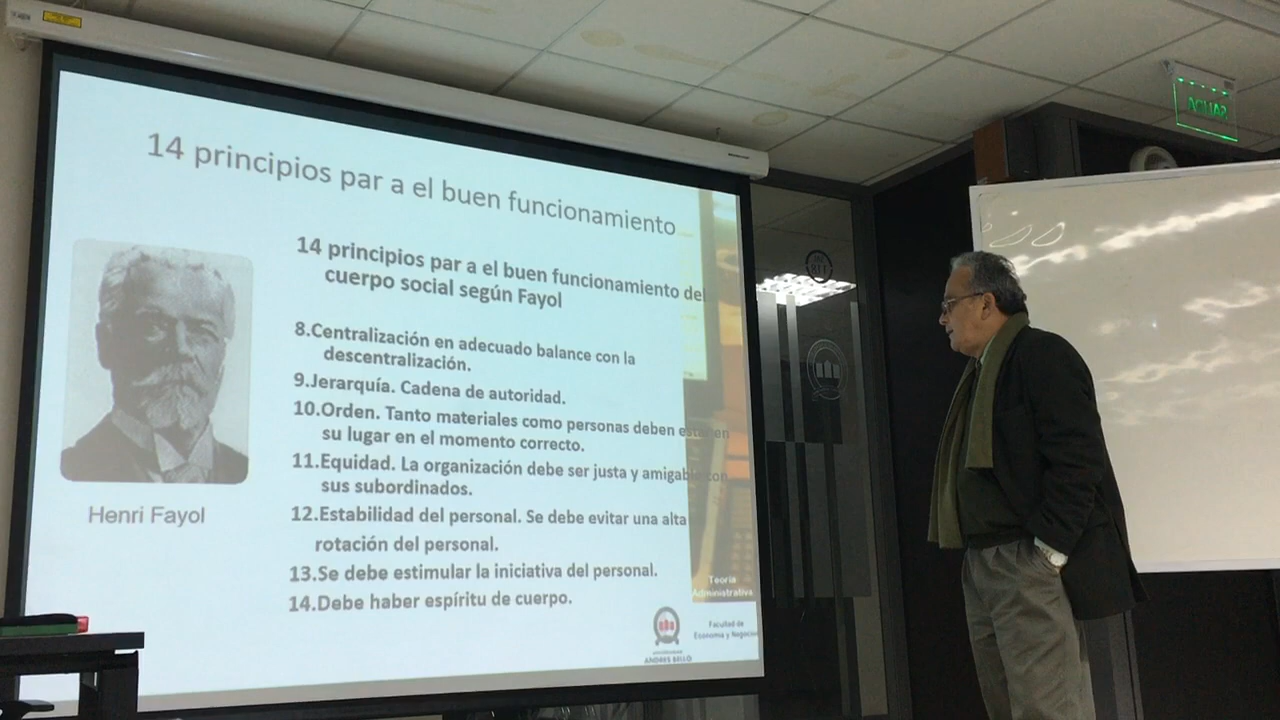 14 principios par a el buen funcionamiento
14 principios par a el buen funcionamiento del
cuerpo social según Fayol
8.Centralización en adecuado balance con la
descentralización.
9.Jerarquía. Cadena de autoridad.
10.Orden. Tanto materiales como personas deben estar en
su lugar en el momento correcto.
11.Equidad. La organización debe ser justa y amigable con
sus subordinados.
12.Estabilidad del personal. Se debe evitar una alta
rotación del personal.
13.Se debe estimular la iniciativa del personal.
14.Debe haber espíritu de cuerpo.
Henri Fayol
Teoría
Administrativa
Facultad de
Economía y Negocios
UNIVERSIDAD
ANDRES BELLO
SALIDA